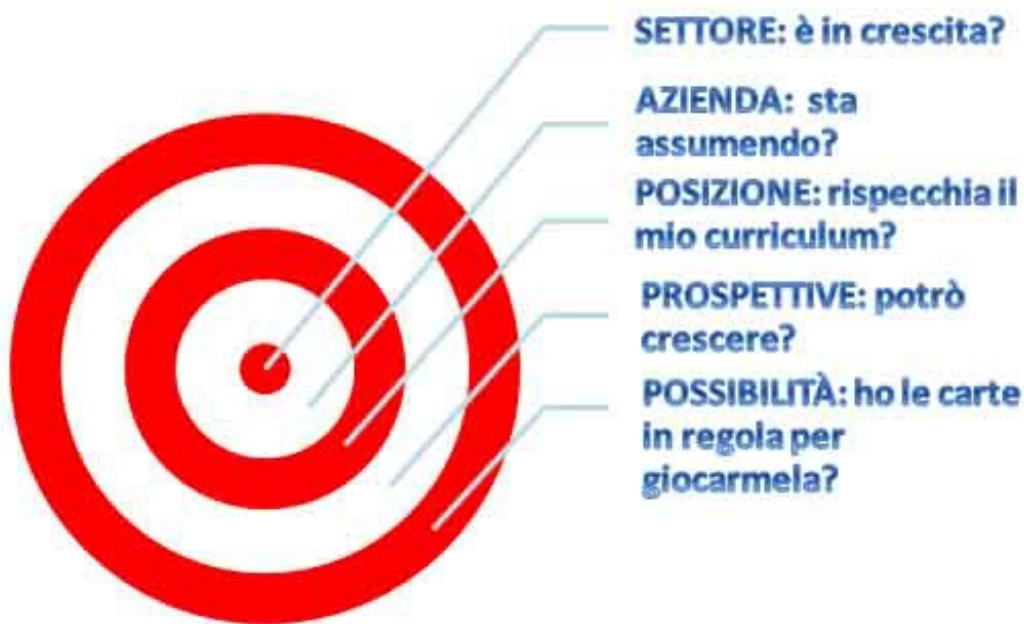 SETTORE: è in crescita?
AZIENDA: sta
assumendo?
POSIZIONE: rispecchia il
mio curriculum?
PROSPETTIVE: potrò
crescere?
POSSIBILITÀ: ho le carte
in regola per
giocarmela?